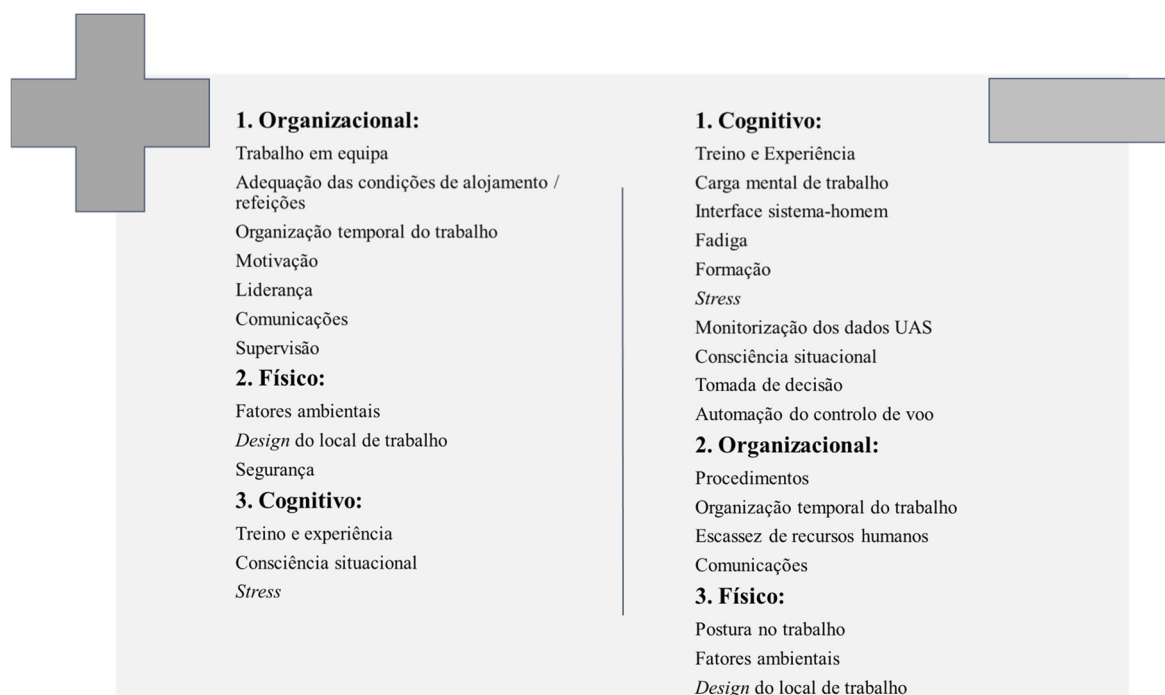 1. Organizacional:
Trabalho em equipa
Adequação das condições de alojamento /
refeições
Organização temporal do trabalho
Motivação
Liderança
Comunicações
Supervisão
2. Físico:
Fatores ambientais
Design do local de trabalho
Segurança
3. Cognitivo:
Treino e experiência
Consciência situacional
Stress
1. Cognitivo:
Treino e Experiência
Carga mental de trabalho
Interface sistema-homem
Fadiga
Formação
Stress
Monitorização dos dados UAS
Consciência situacional
Tomada de decisão
Automação do controlo de voo
2. Organizacional:
Procedimentos
Organização temporal do trabalho
Escassez de recursos humanos
Comunicações
3. Físico:
Postura no trabalho
Fatores ambientais
Design do local de trabalho